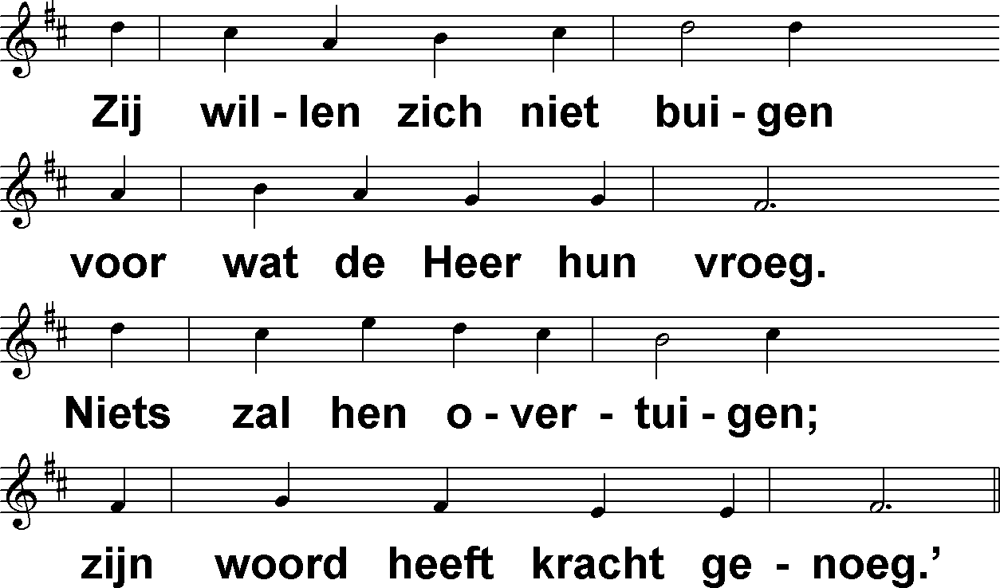 Zij wil - len zich niet bui - gen
voor wat de Heer hun vroeg.
Niets zal hen o - ver - tui - gen;
zijn woord heeft kracht ge - noeg.’